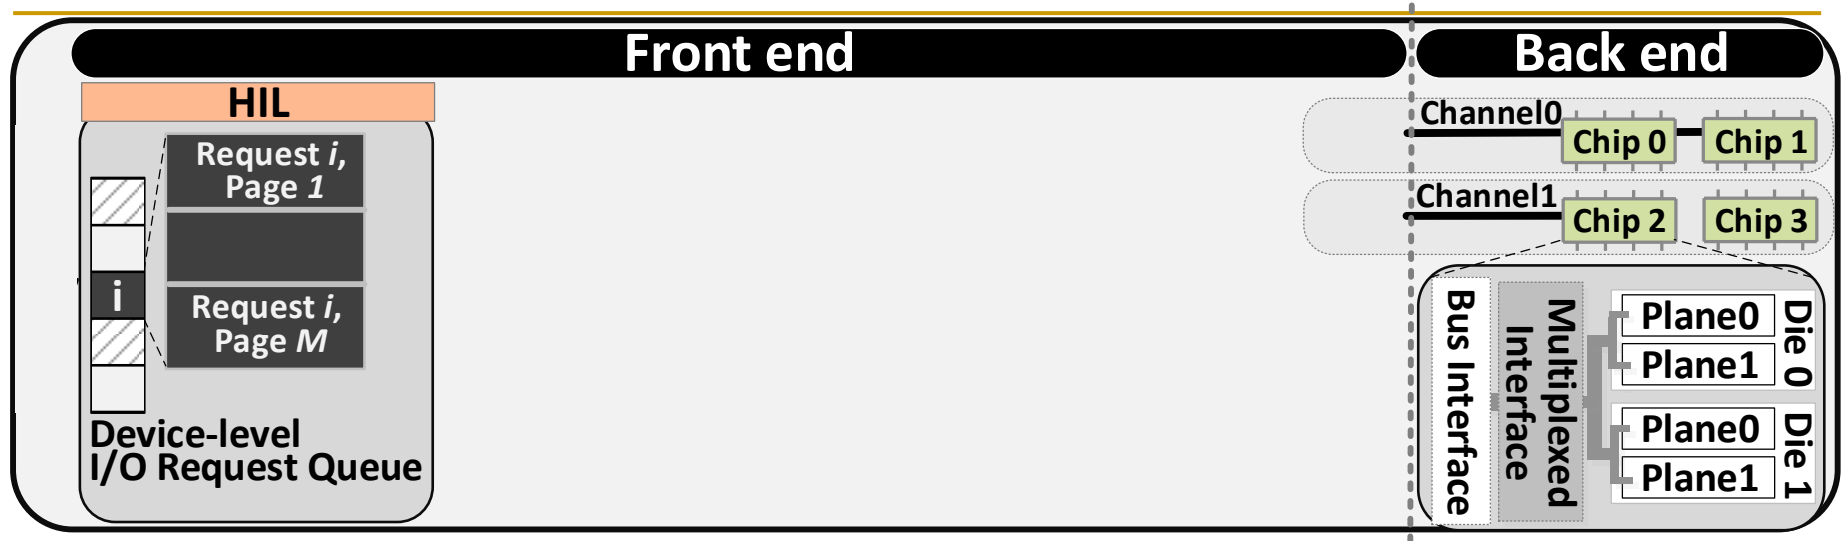 Front end
Back end
HIL
Request i,
Page 1
Request i,
Page M
i
Device-level
I/O Request Queue
Channel0
Chip 0
Chip 1
Channel1
Chip 2
Chip 3
Bus Interface
Multiplexed
Interface
Plane0
Plane1
Die 0
Plane0
Plane1
Die 1